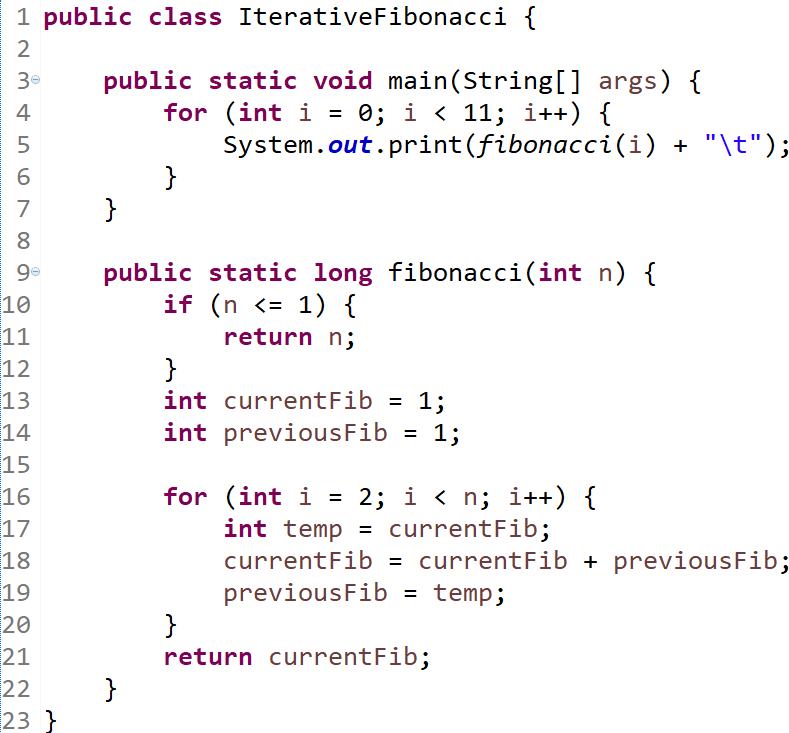 1 public class IterativeFibonacci {
2
3     public static void main(String[] args) {
4         for (int i = 0; i < 11; i++) {
5             System.out.print(fibonacci(i) + "\t");
6         }
7     }
8
9     public static long fibonacci(int n) {
10         if (n <= 1) {
11             return n;
12         }
13         int currentFib = 1;
14         int previousFib = 1;
15
16         for (int i = 2; i < n; i++) {
17             int temp = currentFib;
18             currentFib = currentFib + previousFib;
19             previousFib = temp;
20         }
21         return currentFib;
22     }
23 }